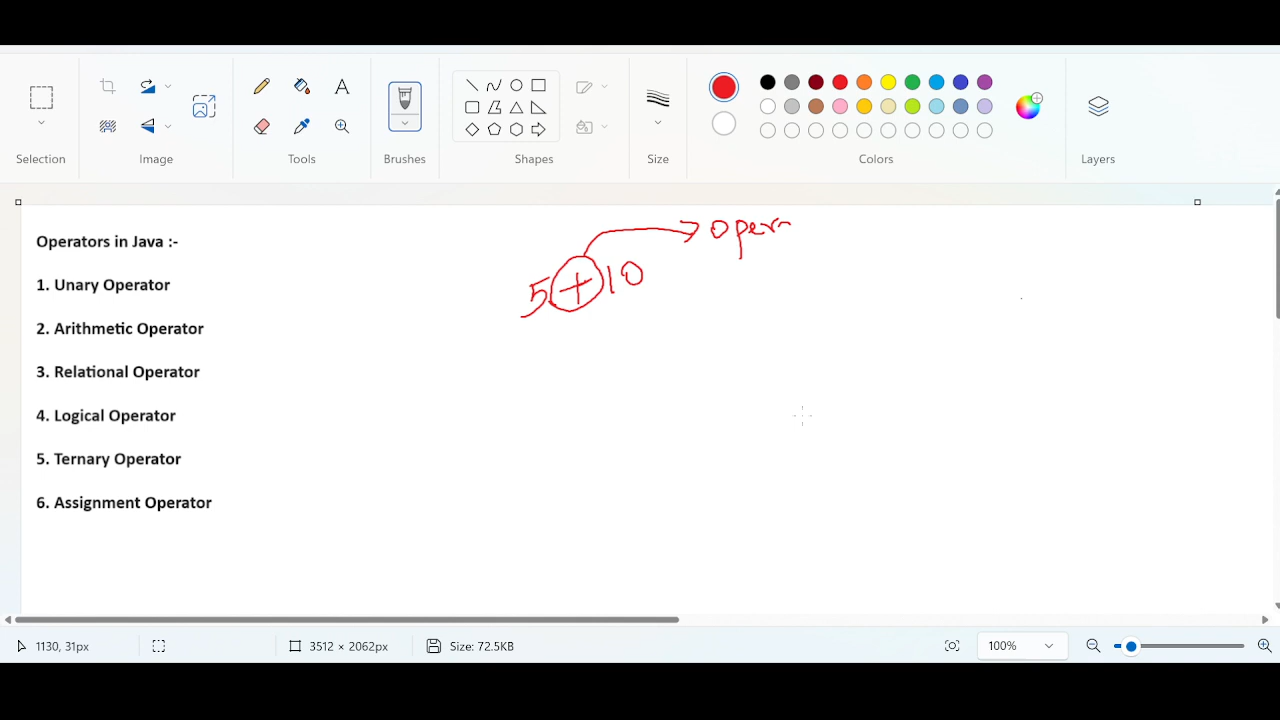 Selection
Image
Tools
Brushes
Shapes
Size
Colors
Layers
Operators in Java :-
1. Unary Operator
2. Arithmetic Operator
3. Relational Operator
4. Logical Operator
5. Ternary Operator
6. Assignment Operator
oper
5 + 10
1130, 31px
3512 × 2062px
Size: 72.5KB
100%